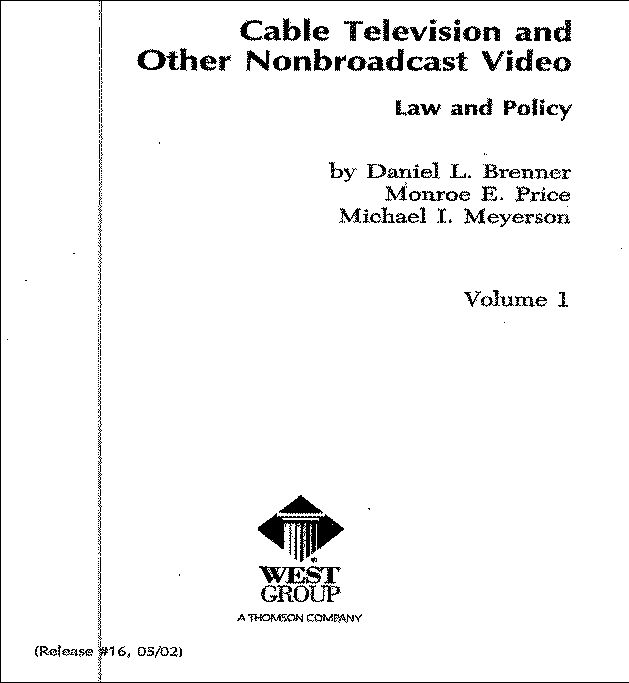 Cable Television and
Other Nonbroadcast Video
Law and Policy
by Daniel L. Brenner
Monroe E. Price
Michael I. Meyerson
Volume 1
WEST
GROUP
A THOMSON COMPANY
(Release #16, 05/02)